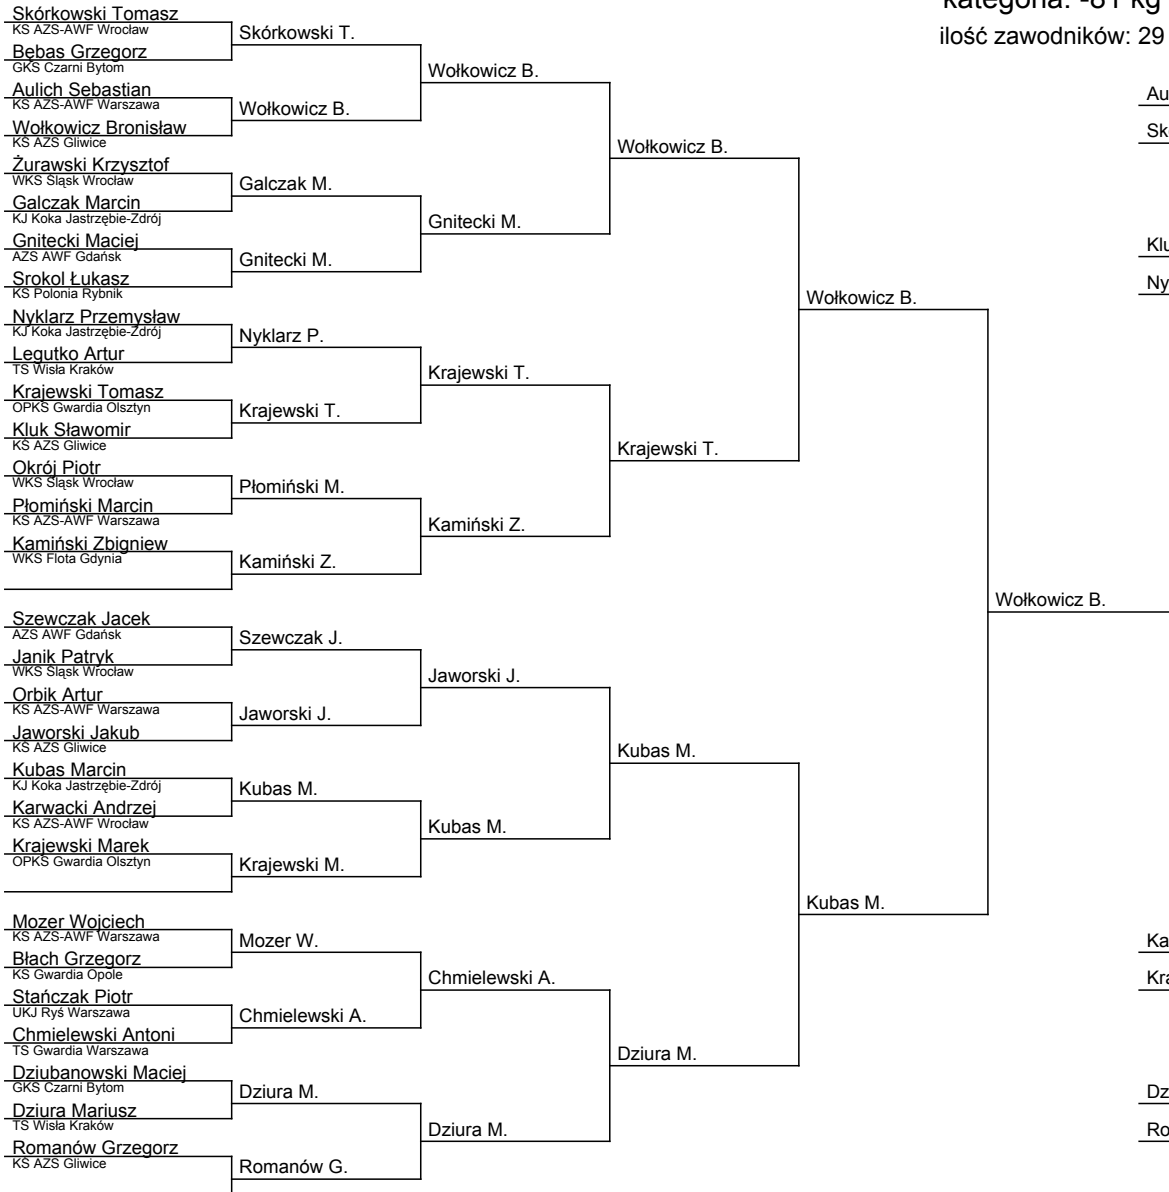 kategoria: -81 kg
ilość zawodników: 29
Skórkowski Tomasz
KS AZS-AWF Wrocław
Skórkowski T.
Bębas Grzegorz
GKS Czarni Bytom
Wołkowicz B.
Aulich Sebastian
KS AZS-AWF Warszawa
Wołkowicz B.
Wołkowicz Bronisław
KS AZS Gliwice
Wołkowicz B.
Żurawski Krzysztof
WKS Śląsk Wrocław
Galczak M.
Galczak Marcin
KJ Koka Jastrzębie-Zdrój
Gnitecki M.
Gnitecki Maciej
AZS AWF Gdańsk
Gnitecki M.
Srokol Łukasz
KS Polonia Rybnik
Wołkowicz B.
Nyklarz Przemysław
KJ Koka Jastrzębie-Zdrój
Nyklarz P.
Legutko Artur
TS Wisła Kraków
Krajewski T.
Krajewski Tomasz
OPKS Gwardia Olsztyn
Krajewski T.
Kluk Sławomir
KS AZS Gliwice
Krajewski T.
Okrój Piotr
WKS Śląsk Wrocław
Płomiński M.
Płomiński Marcin
KS AZS-AWF Warszawa
Kamiński Z.
Kamiński Zbigniew
WKS Flota Gdynia
Kamiński Z.
Wołkowicz B.
Szewczak Jacek
AZS AWF Gdańsk
Szewczak J.
Janik Patryk
WKS Śląsk Wrocław
Jaworski J.
Orbik Artur
KS AZS-AWF Warszawa
Jaworski J.
Jaworski Jakub
KS AZS Gliwice
Kubas M.
Kubas Marcin
KJ Koka Jastrzębie-Zdrój
Kubas M.
Karwacki Andrzej
KS AZS-AWF Wrocław
Kubas M.
Krajewski Marek
OPKS Gwardia Olsztyn
Krajewski M.
Kubas M.
Mozer Wojciech
KS AZS-AWF Warszawa
Mozer W.
Błach Grzegorz
KS Gwardia Opole
Chmielewski A.
Stańczak Piotr
UKJ Ryś Warszawa
Chmielewski A.
Chmielewski Antoni
TS Gwardia Warszawa
Dziura M.
Dziubanowski Maciej
GKS Czarni Bytom
Dziura M.
Dziura Mariusz
TS Wisła Kraków
Dziura M.
Romanów Grzegorz
KS AZS Gliwice
Romanów G.
Au
Sk
Klu
Ny
Ka
Kra
Dz
Ro